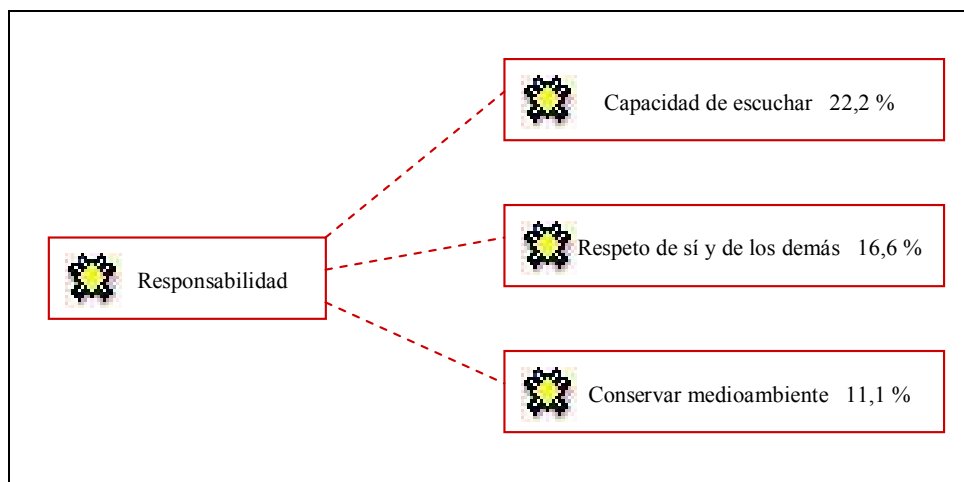 Capacidad de escuchar 22,2 %
Respeto de sí y de los demás 16,6 %
Responsabilidad
Conservar medioambiente 11,1 %